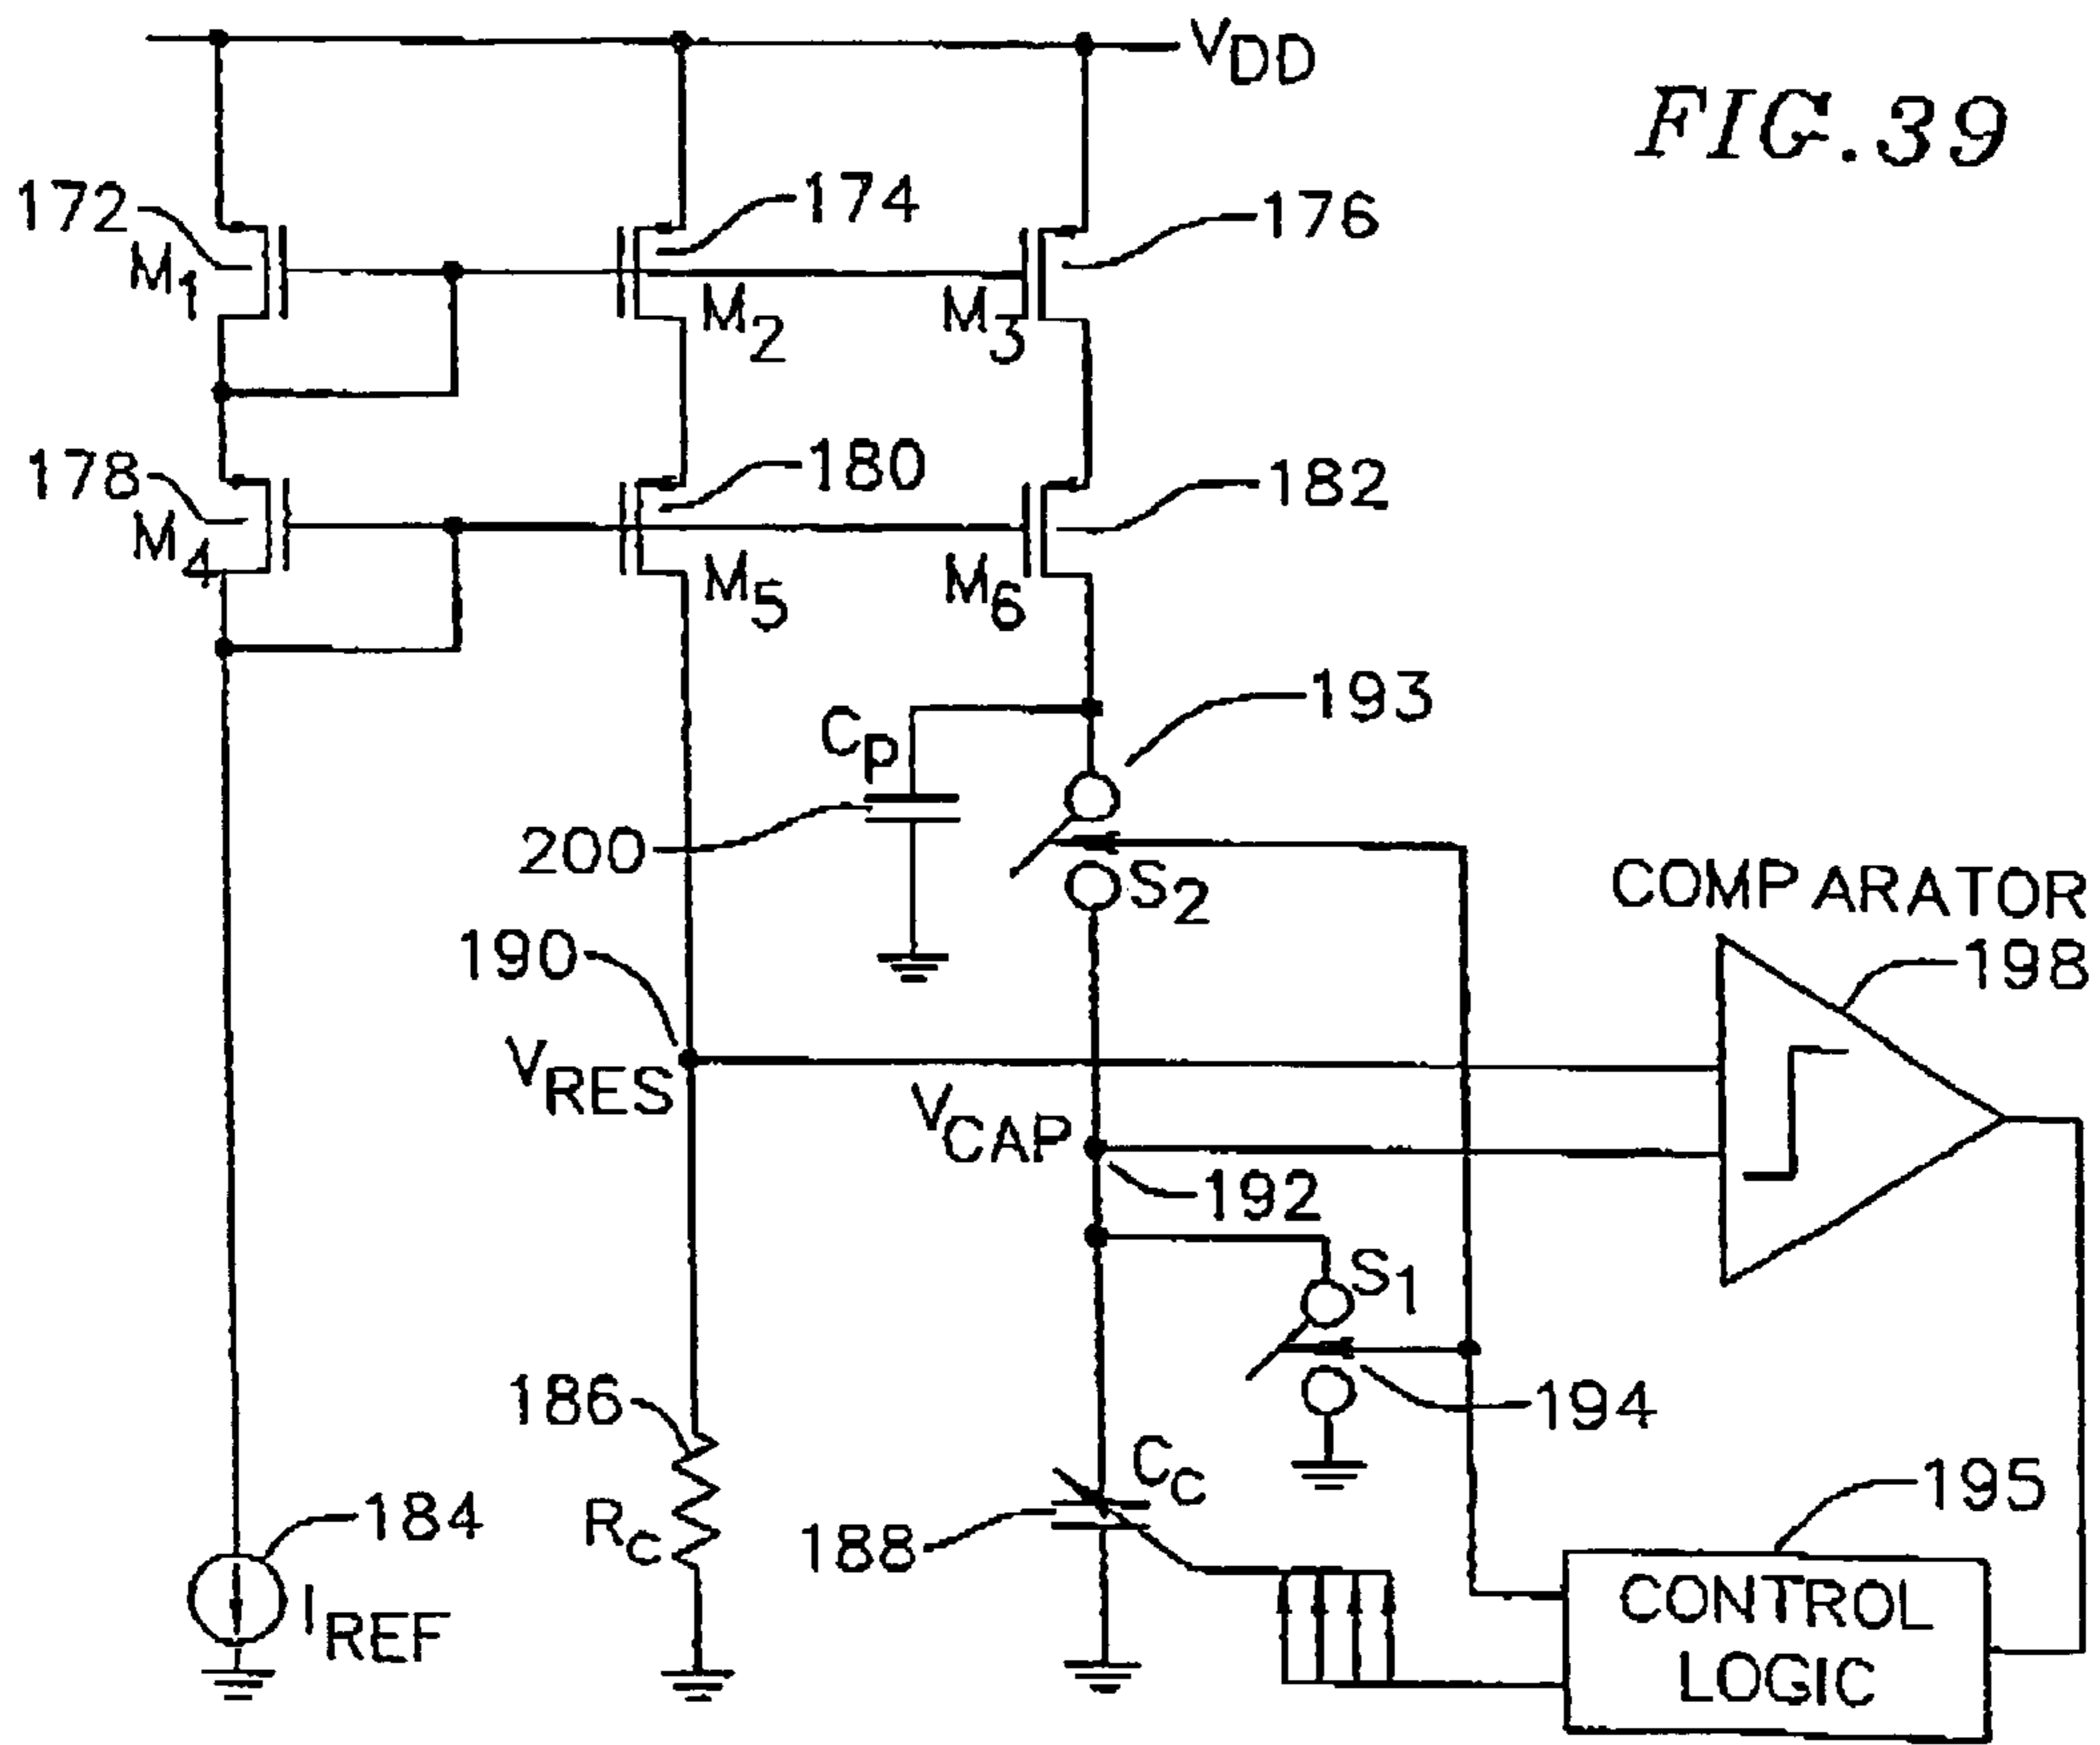 VDD
FIG.39
172
M1
174
M2
176
M3
178
M4
180
M5
182
M6
CP
200
193
S2
COMPARATOR
198
190
VRES
VCAP
192
S1
194
186
RC
CC
188
195
184
IREF
CONTROL
LOGIC